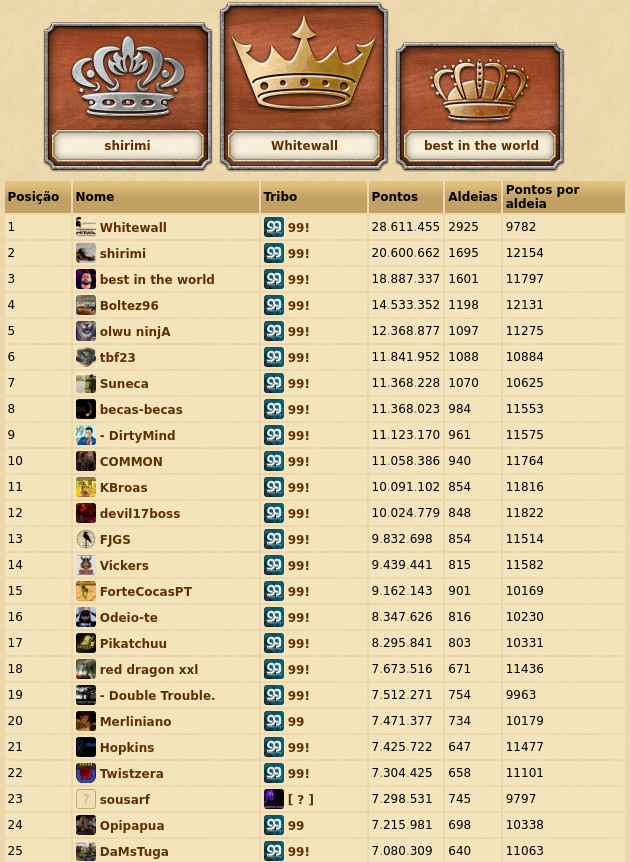 shirimi
Whitewall
best in the world
Posição Nome Tribo Pontos Aldeias Pontos por aldeia
1 Whitewall 99! 28.611.455 2925 9782
2 shirimi 99! 20.600.662 1695 12154
3 best in the world 99! 18.887.337 1601 11797
4 Boltez96 99! 14.533.352 1198 12131
5 olwu ninjA 99! 12.368.877 1097 11275
6 tbf23 99! 11.841.952 1088 10884
7 Suneca 99! 11.368.228 1070 10625
8 becas-becas 99! 11.368.023 984 11553
9 - DirtyMind 99! 11.123.170 961 11575
10 COMMON 99! 11.058.386 940 11764
11 KBroas 99! 10.091.102 854 11816
12 devil17boss 99! 10.024.779 848 11822
13 FJGS 99! 9.832.698 854 11514
14 Vickers 99! 9.439.441 815 11582
15 ForteCocasPT 99! 9.162.143 901 10169
16 Odeio-te 99! 8.347.626 816 10230
17 Pikatchuu 99! 8.295.841 803 10331
18 red dragon xxl 99! 7.673.516 671 11436
19 - Double Trouble. 99! 7.512.271 754 9963
20 Merliniano 99 7.471.377 734 10179
21 Hopkins 99! 7.425.722 647 11477
22 Twistzera 99! 7.304.425 658 11101
23 sousarf [ ? ] 7.298.531 745 9797
24 Opipapua 99 7.215.981 698 10338
25 DaMsTuga 99! 7.080.309 640 11063